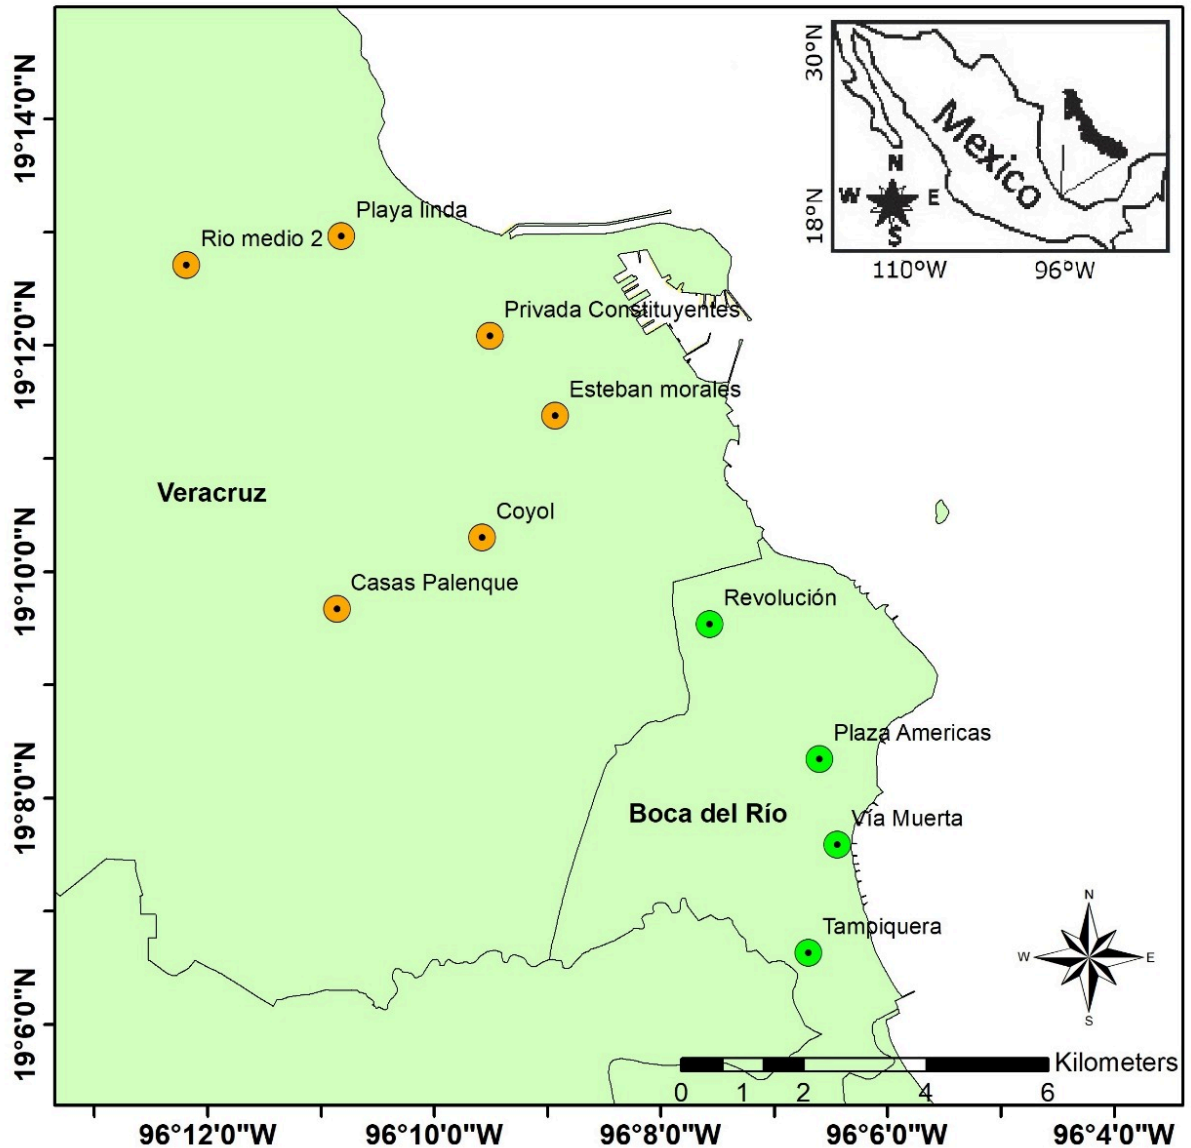 19°14'0"N
19°12'0"N
19°10'0"N
19°8'0"N
19°6'0"N
30°N
18°N
Mexico
N
W E
S
110°W 96°W
Playa linda
Rio medio 2
Privada Constituyentes
Esteban morales
Veracruz
Coyol
Casas Palenque
Revolución
Plaza Americas
Boca del Río
Vía Muerta
Tampiquera
N
W E
S
Kilometers
0 1 2 4 6
96°12'0"W 96°10'0"W 96°8'0"W 96°6'0"W 96°4'0"W